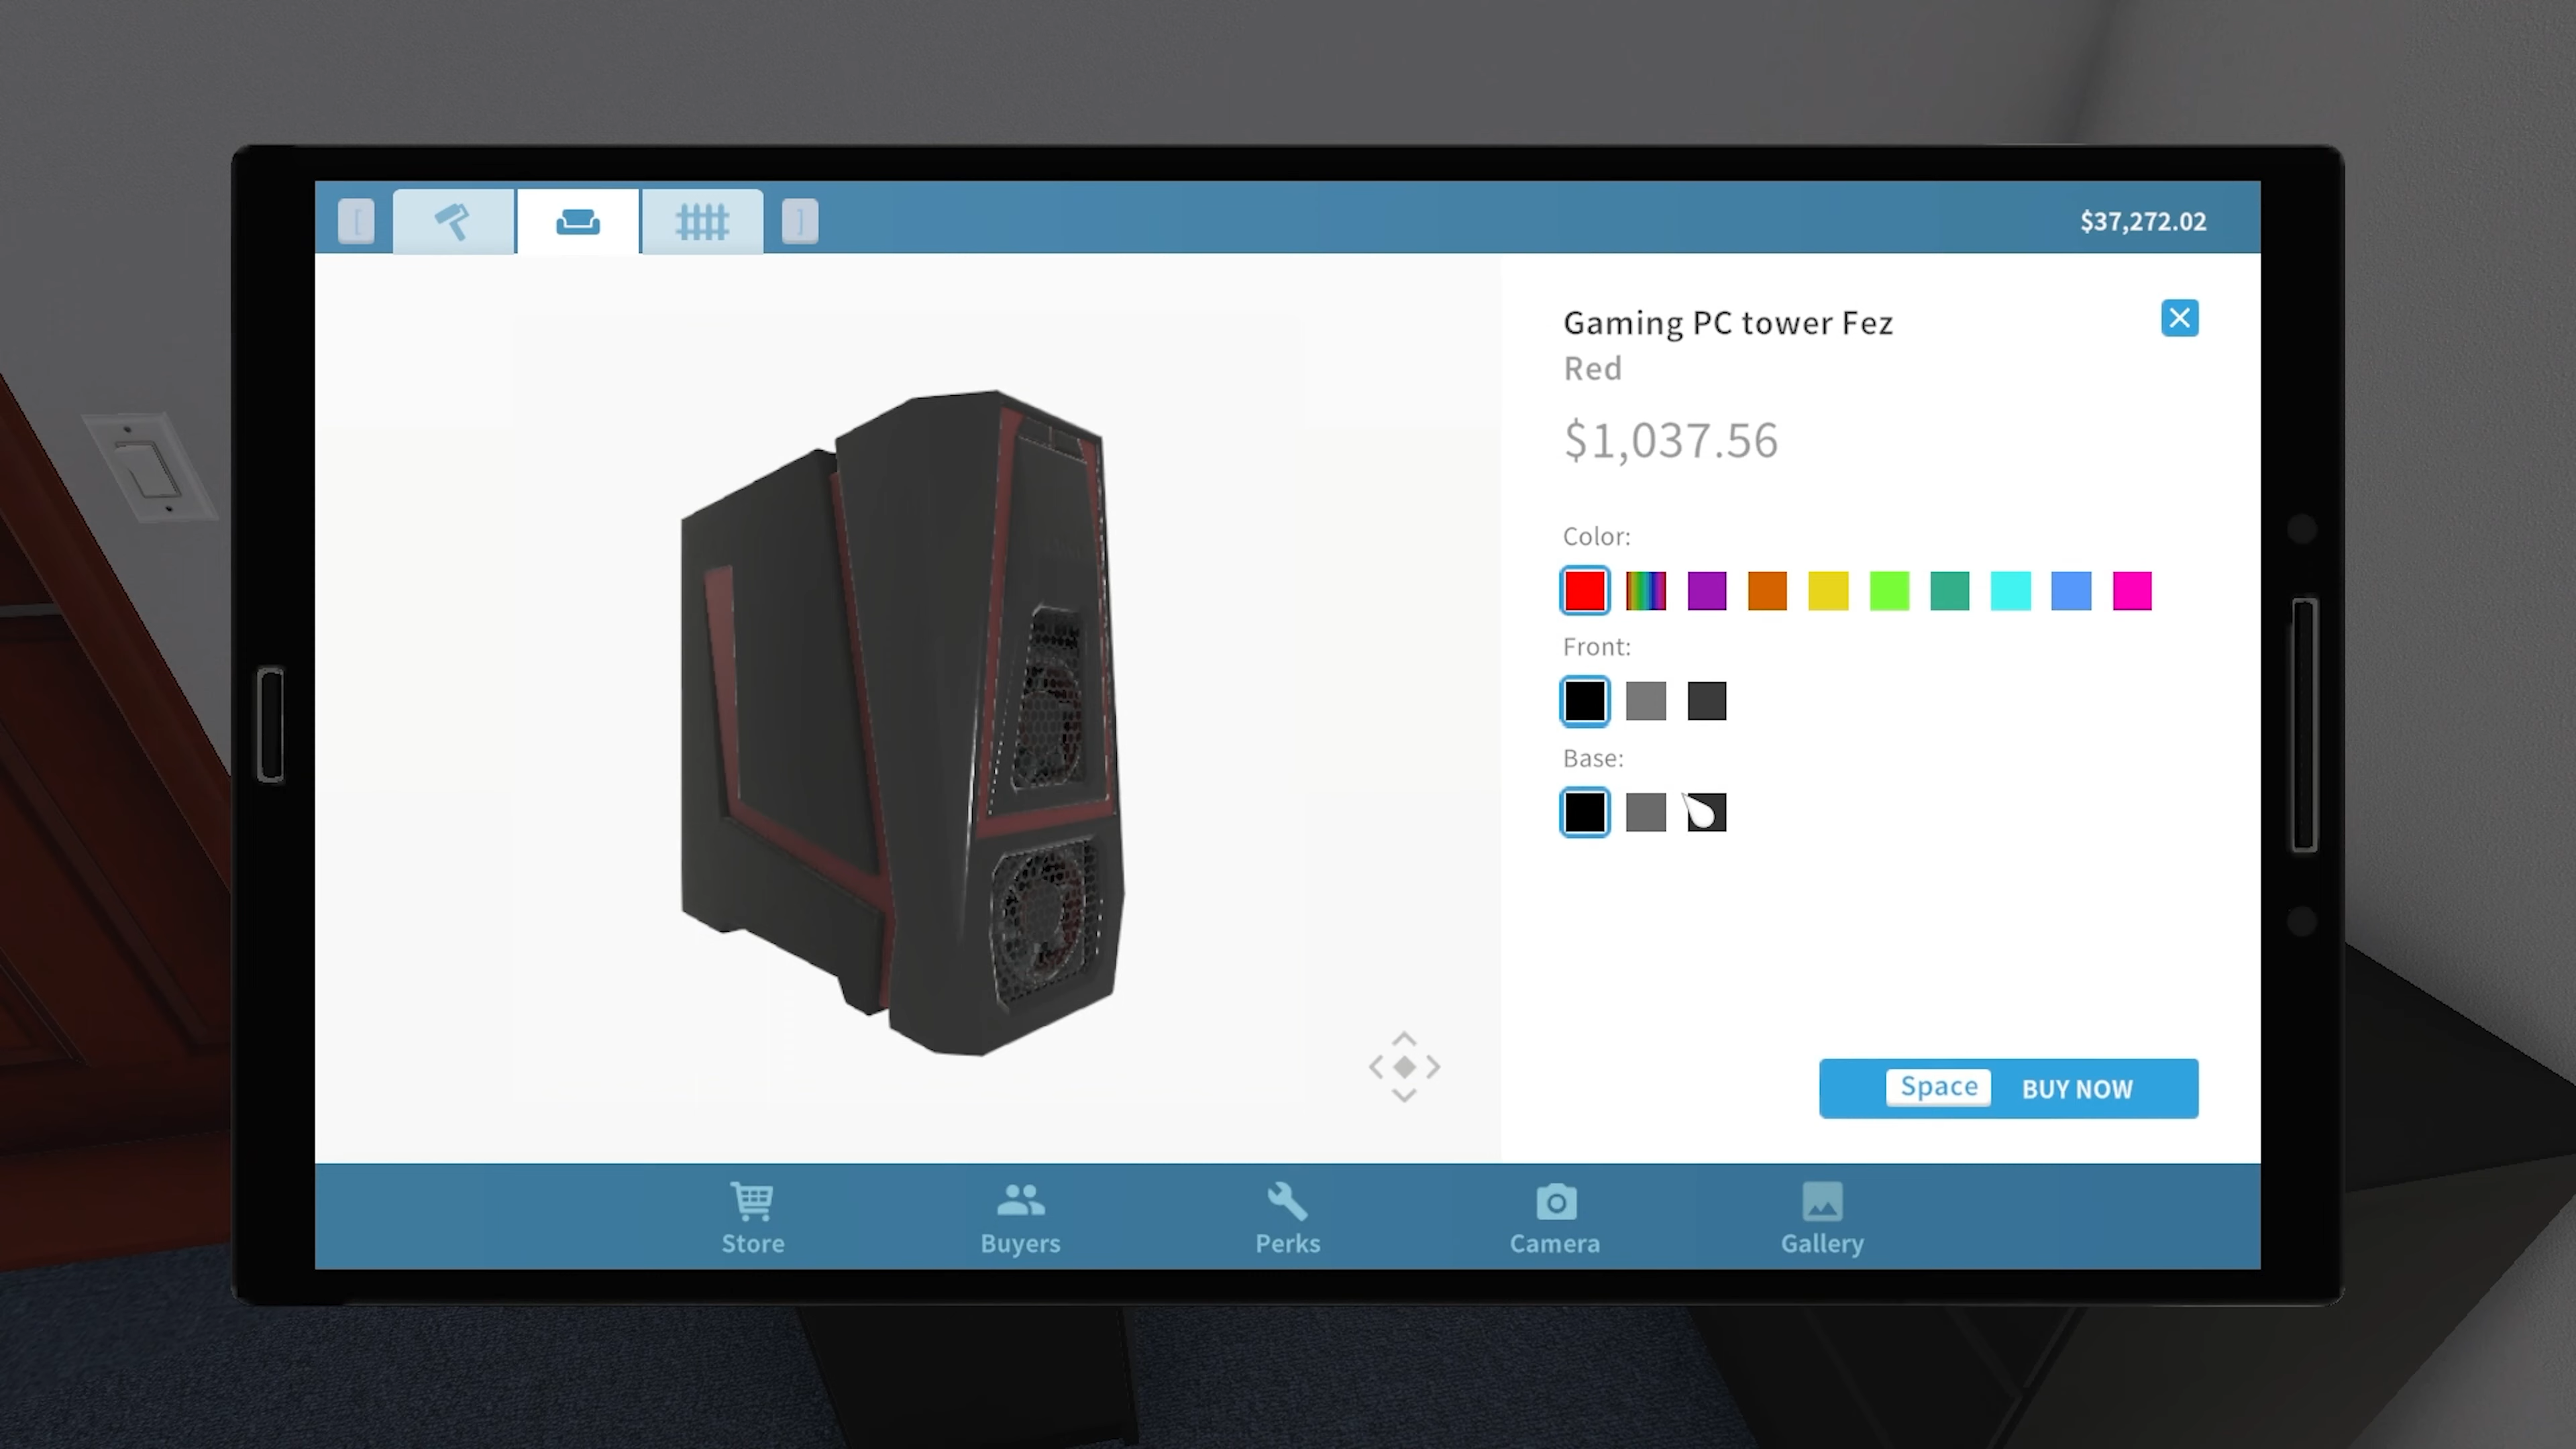 [
]
$37,272.02
Gaming PC tower Fez
Red
$1,037.56
Color:
Front:
Base:
Space BUY NOW
Store
Buyers
Perks
Camera
Gallery